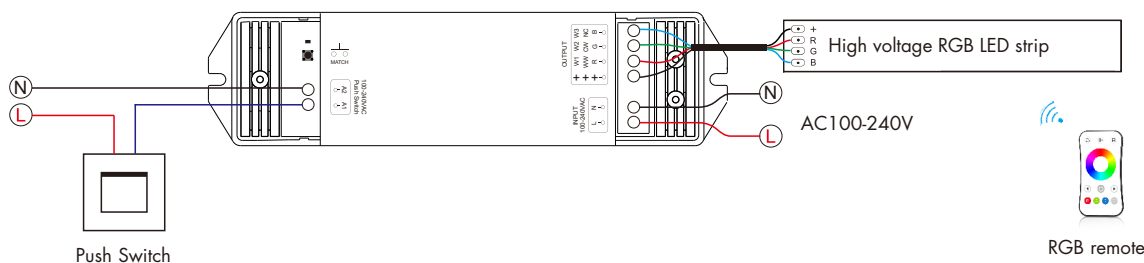 N
L
Push Switch
MATCH
A2
A1
100-240VAC
Push Switch
OUTPUT
W3 NC B
W2 CW G
W1 WW R
+ + +
INPUT
100-240VAC
N
L
+
R
G
B
High voltage RGB LED strip
N
L
AC100-240V
RGB remote